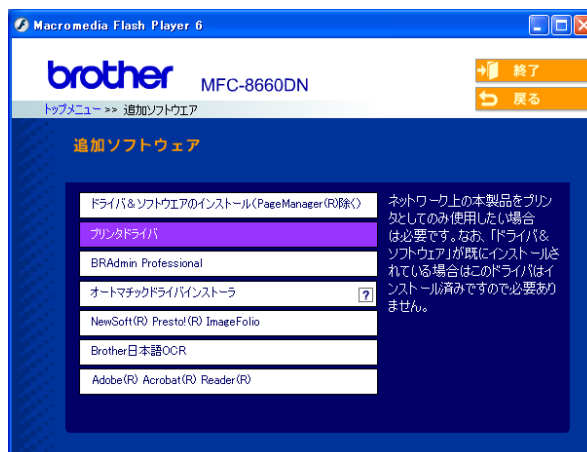 Macromedia Flash Player 6
brother MFC-8660DN
終了
戻る
トップメニュー >> 追加ソフトウエア
追加ソフトウェア
ドライバ&ソフトウエアのインストール(PageManager(R)除く)
プリンタドライバ
BRAdmin Professional
オートマチックドライバインストーラ
?
NewSoft(R) Presto!(R) ImageFolio
Brother日本語OCR
Adobe(R) Acrobat(R) Reader(R)
ネットワーク上の本製品をプリン
タとしてのみ使用したい場合
は必要です。なお、「ドライバ&
ソフトウェア」が既にインストールさ
れている場合はこのドライバはイ
ンストール済みですので必要あり
ません。